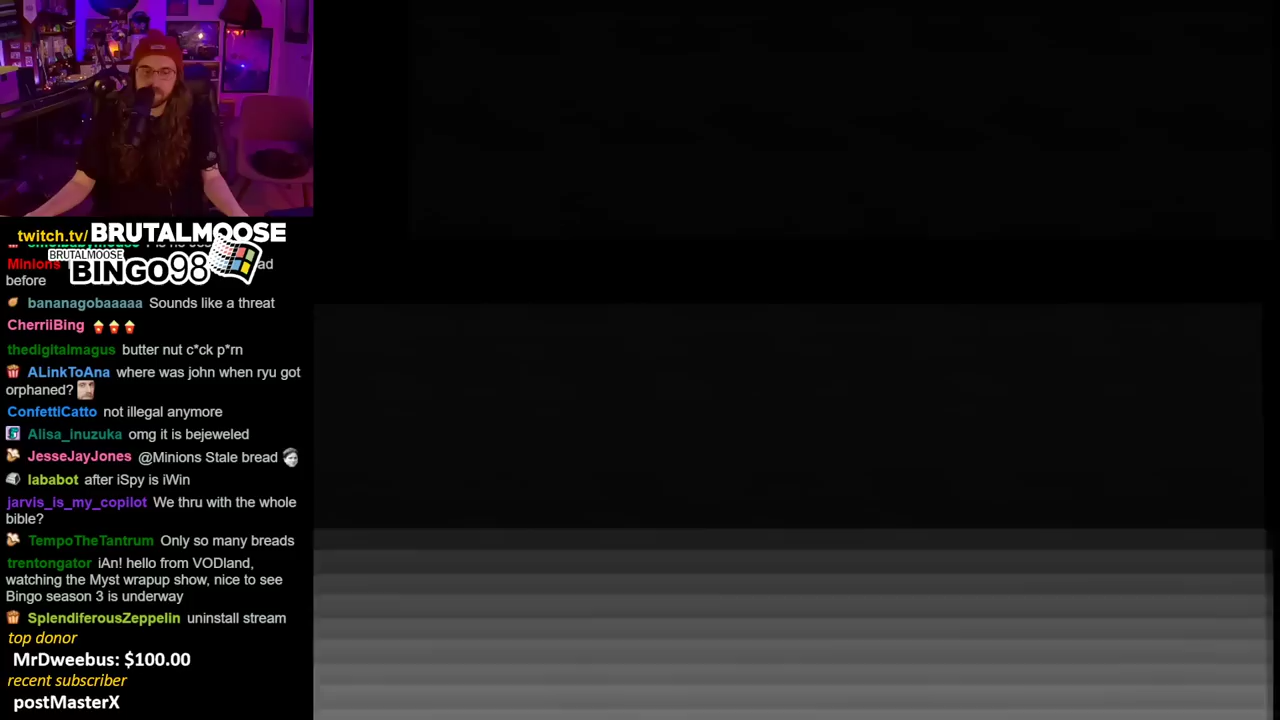 twitch.tv/BRUTALMOOSE
BRUTALMOOSE
BINGO98
Minions
before
bananagobaaaaa Sounds like a threat
CherriiBing
thedigitalmagus butter nut c*ck p*rn
ALinkToAna where was john when ryu got
orphaned?
ConfettiCatto not illegal anymore
Alisa_inuzuka omg it is bejeweled
JesseJayJones @Minions Stale bread
lababot after iSpy is iWin
jarvis_is_my_copilot We thru with the whole
bible?
TempoTheTantrum Only so many breads
trentongator iAn! hello from VODland,
watching the Myst wrapup show, nice to see
Bingo season 3 is underway
SplendiferousZeppelin uninstall stream
top donor
MrDweebus: $100.00
recent subscriber
postMasterX